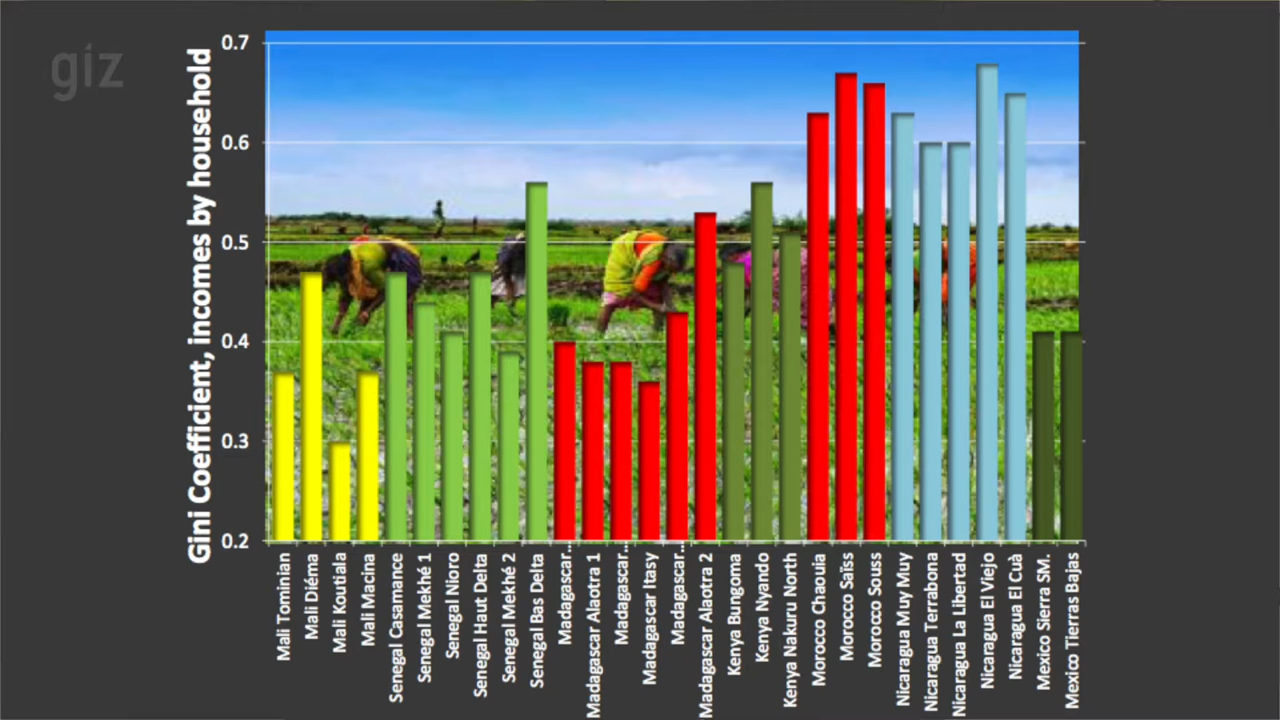 giz
Gini Coefficient, incomes by household
0.7
0.6
0.5
0.4
0.3
0.2
Mali Tominian
Mali Diéma
Mali Koutiala
Mali Macina
Senegal Casamance
Senegal Mekhé 1
Senegal Nioro
Senegal Haut Delta
Senegal Mekhé 2
Senegal Bas Delta
Madagascar...
Madagascar Alaotra 1
Madagascar...
Madagascar Itasy
Madagascar...
Madagascar Alaotra 2
Kenya Bungoma
Kenya Nyando
Kenya Nakuru North
Morocco Chaouia
Morocco Saïss
Morocco Souss
Nicaragua Muy Muy
Nicaragua Terrabona
Nicaragua La Libertad
Nicaragua El Viejo
Nicaragua El Cuà
Mexico Sierra SM.
Mexico Tierras Bajas